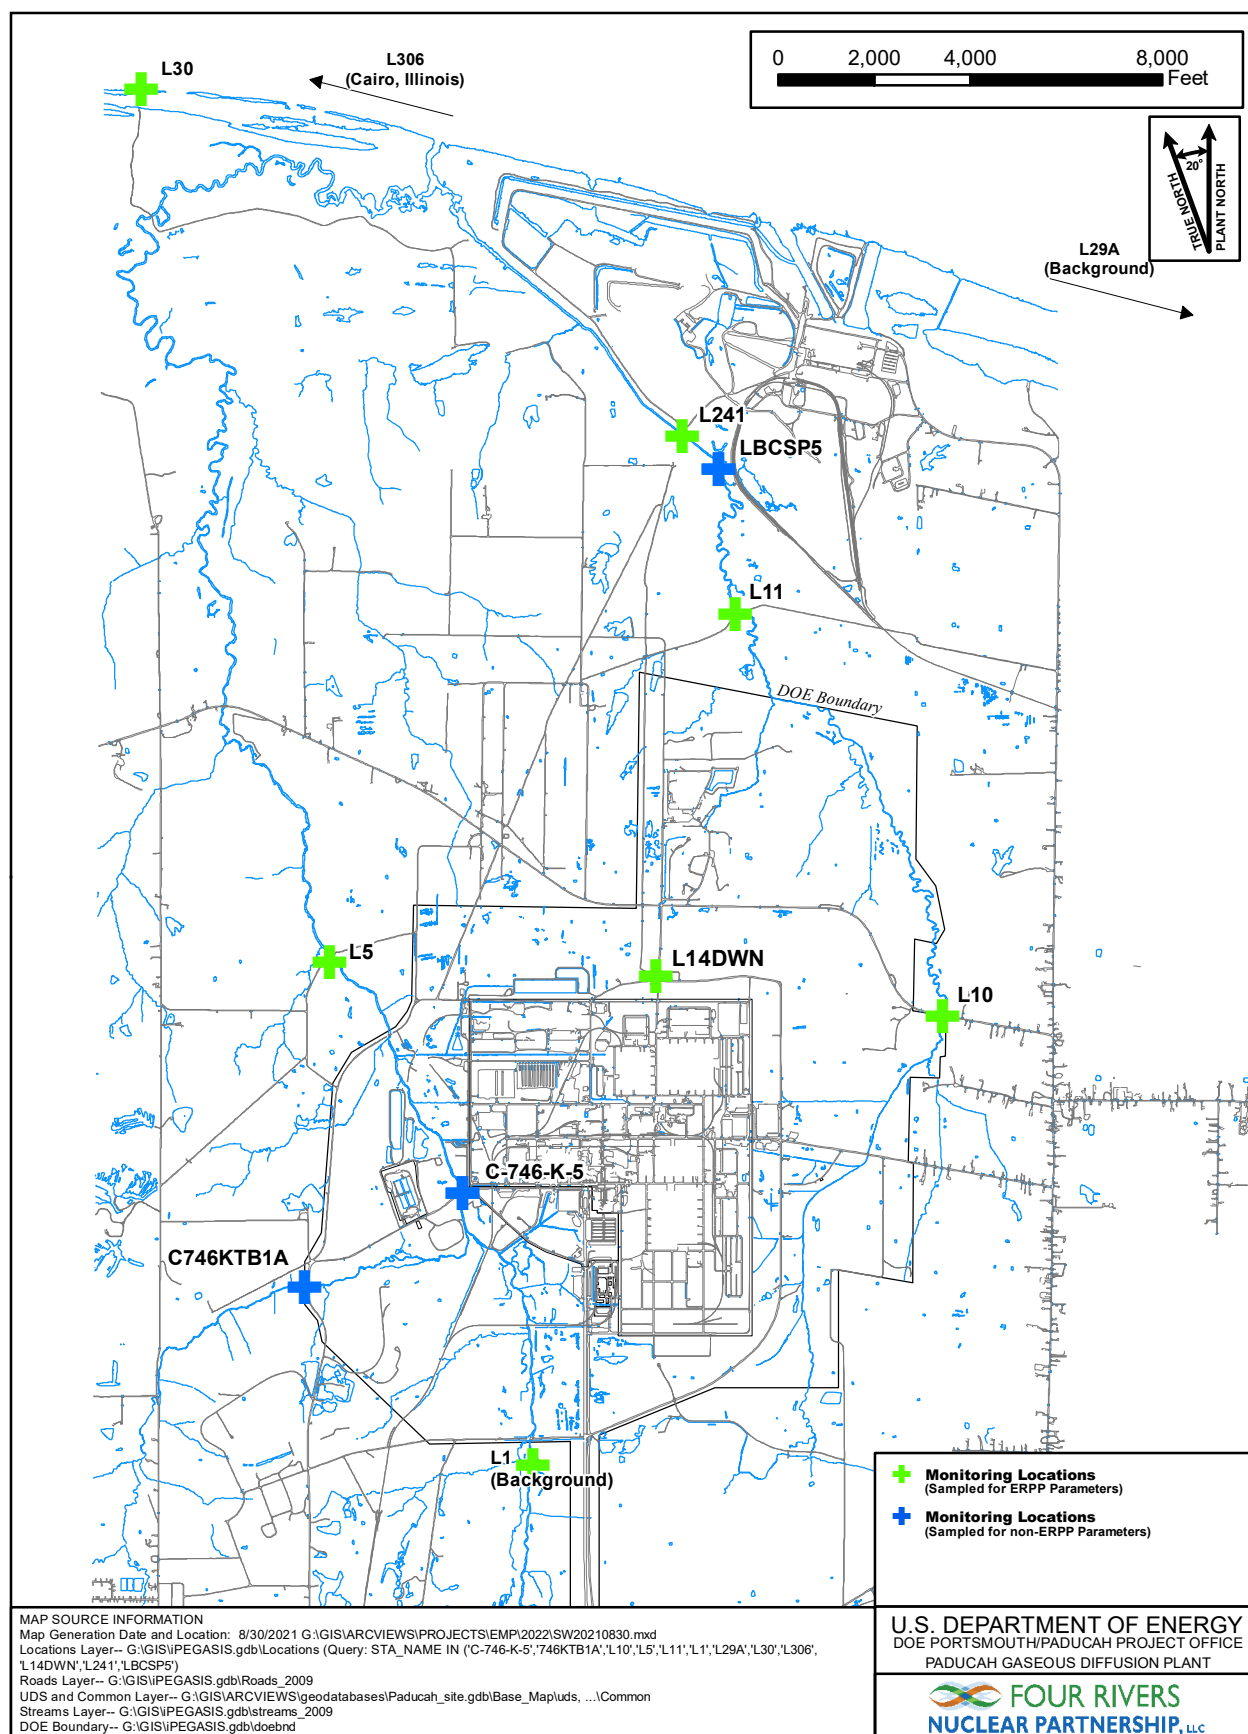 L30
L306
(Cairo, Illinois)
0 2,000 4,000 8,000
Feet
20°
TRUE NORTH
PLANT NORTH
L29A
(Background)
L241
LBCSP5
L11
DOE Boundary
L5
L14DWN
L10
C-746-K-5
C746KTB1A
L1
(Background)
Monitoring Locations
(Sampled for ERPP Parameters)
Monitoring Locations
(Sampled for non-ERPP Parameters)
MAP SOURCE INFORMATION
Map Generation Date and Location: 8/30/2021 G:\GIS\ARCVIEWS\PROJECTS\EMP\2022\SW20210830.mxd
Locations Layer-- G:\GIS\iPEGASIS.gdb\Locations (Query: STA_NAME IN ('C-746-K-5','746KTB1A','L10','L5','L11','L1','L29A','L30','L306',
'L14DWN','L241','LBCSP5')
Roads Layer-- G:\GIS\iPEGASIS.gdb\Roads_2009
UDS and Common Layer-- G:\GIS\ARCVIEWS\geodatabases\Paducah_site.gdb\Base_Map\uds, ...\Common
Streams Layer-- G:\GIS\iPEGASIS.gdb\streams_2009
DOE Boundary-- G:\GIS\iPEGASIS.gdb\doebnd
U.S. DEPARTMENT OF ENERGY
DOE PORTSMOUTH/PADUCAH PROJECT OFFICE
PADUCAH GASEOUS DIFFUSION PLANT
FOUR RIVERS
NUCLEAR PARTNERSHIP, LLC